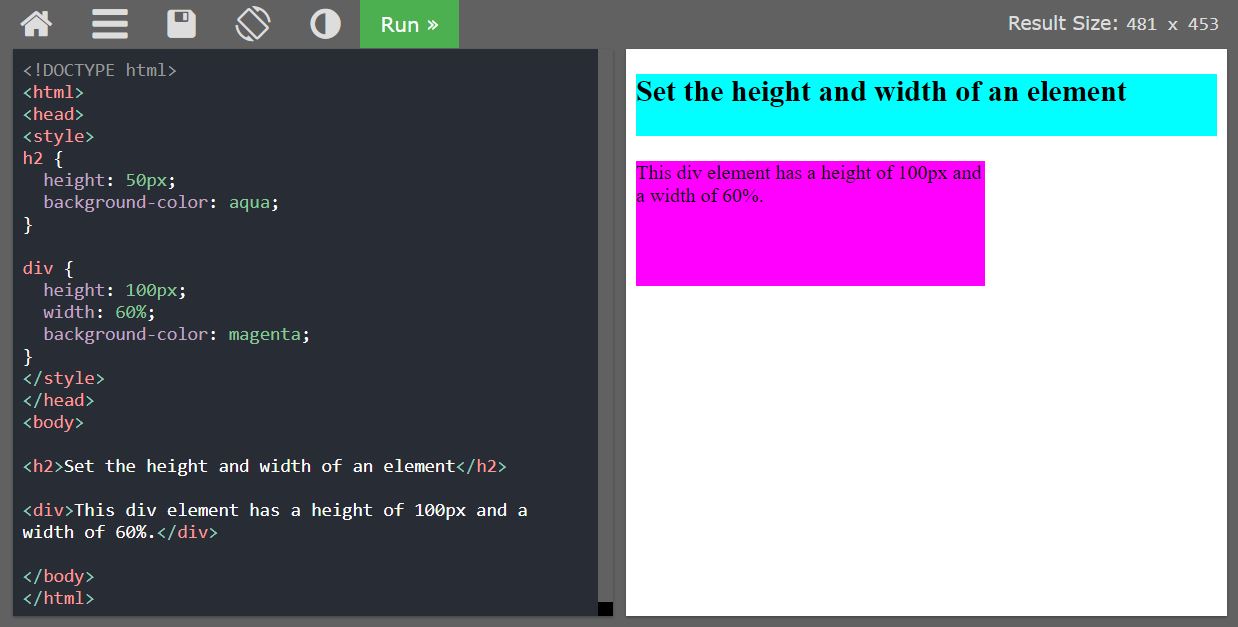 Run »
Result Size: 481 x 453
<!DOCTYPE html>
<html>
<head>
<style>
h2 {
  height: 50px;
  background-color: aqua;
}
div {
  height: 100px;
  width: 60%;
  background-color: magenta;
}
</style>
</head>
<body>
<h2>Set the height and width of an element</h2>
<div>This div element has a height of 100px and a
width of 60%.</div>
</body>
</html>
Set the height and width of an element
This div element has a height of 100px and
a width of 60%.